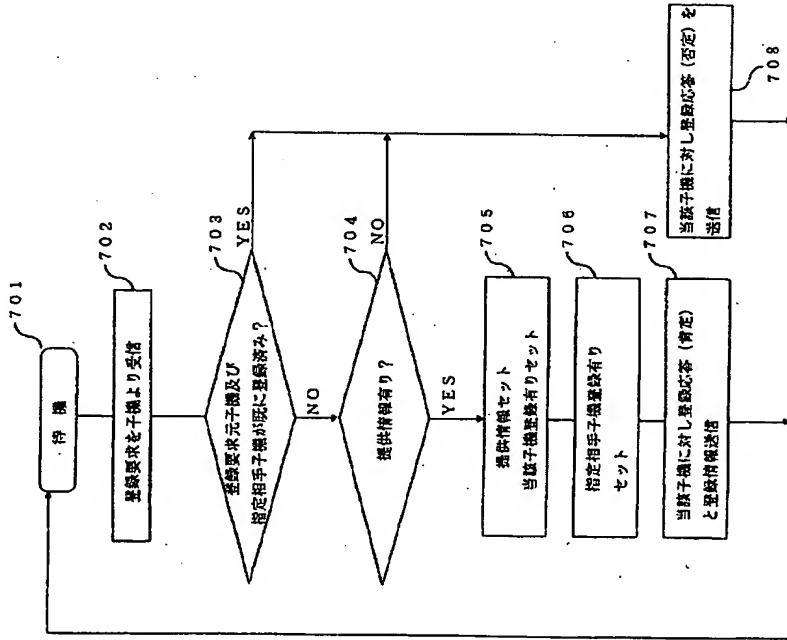 701
待 機
702
登録要求を子機より受信
703
登録要求元子機及び
指定相手子機が既に登録済み?
YES
NO
704
提供情報有り?
NO
YES
705
提供情報セット
当該子機登録有りセット
706
指定相手子機登録有り
セット
707
当該子機に対し登録応答(肯定)
と登録情報送信
当該子機に対し登録応答(否定)を
送信
708